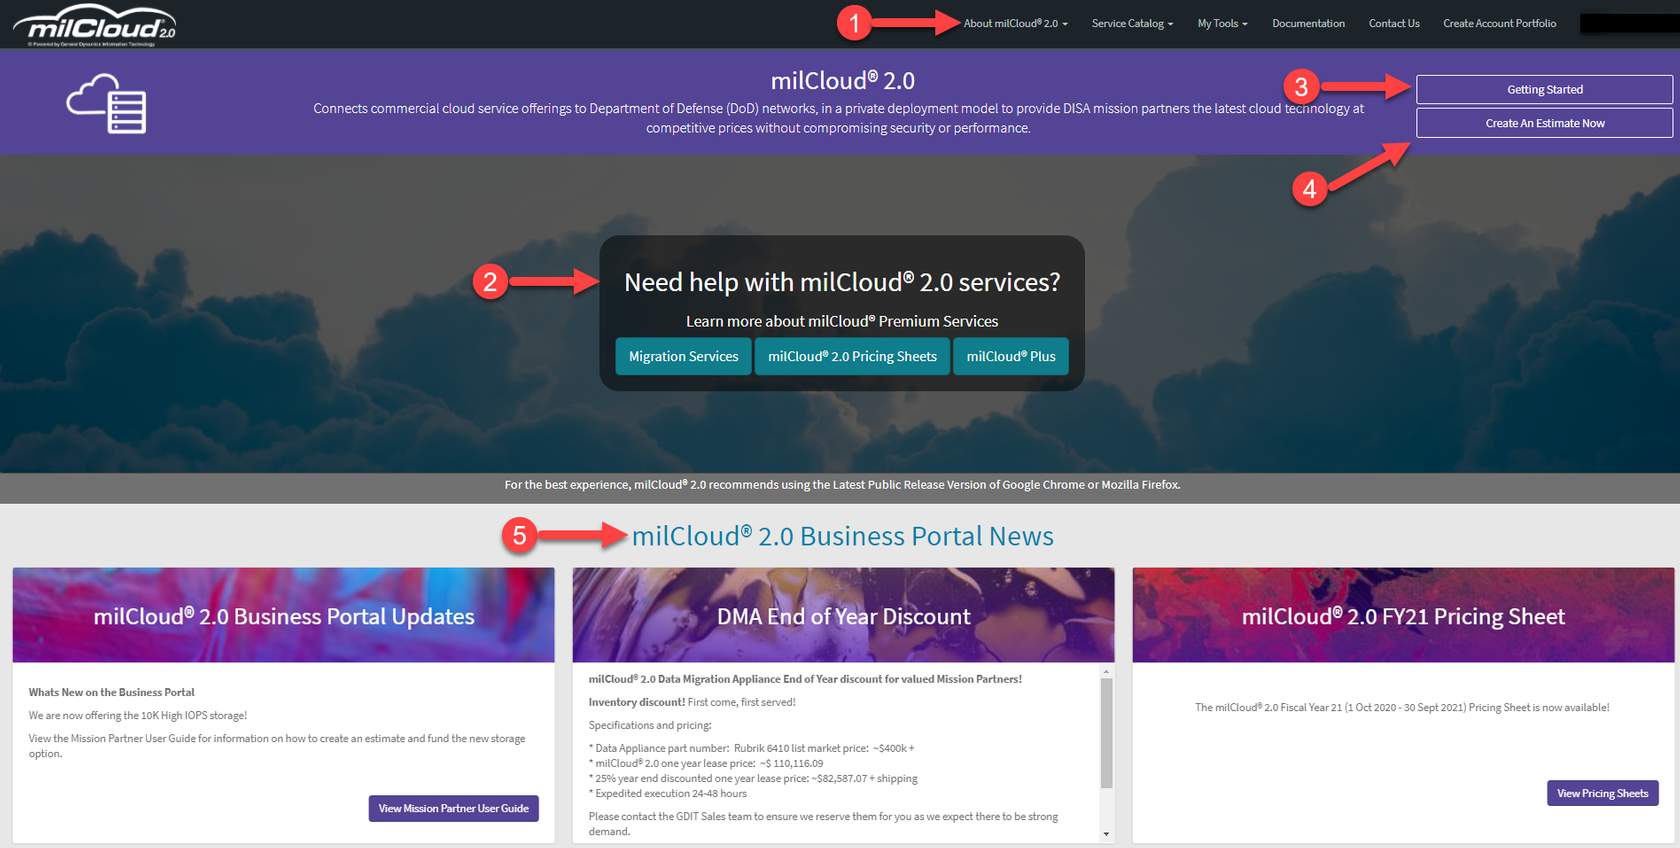 milCloud® 2.0
© Powered by General Dynamics Information Technology
1
About milCloud® 2.0
Service Catalog
My Tools
Documentation
Contact Us
Create Account Portfolio
milCloud® 2.0
Connects commercial cloud service offerings to Department of Defense (DoD) networks, in a private deployment model to provide DISA mission partners the latest cloud technology at
competitive prices without compromising security or performance.
3
Getting Started
Create An Estimate Now
4
2
Need help with milCloud® 2.0 services?
Learn more about milCloud® Premium Services
Migration Services
milCloud® 2.0 Pricing Sheets
milCloud® Plus
For the best experience, milCloud® 2.0 recommends using the Latest Public Release Version of Google Chrome or Mozilla Firefox.
5
milCloud® 2.0 Business Portal News
milCloud® 2.0 Business Portal Updates
Whats New on the Business Portal
We are now offering the 10K High IOPS storage!
View the Mission Partner User Guide for information on how to create an estimate and fund the new storage
option.
View Mission Partner User Guide
DMA End of Year Discount
milCloud® 2.0 Data Migration Appliance End of Year discount for valued Mission Partners!
Inventory discount! First come, first served!
Specifications and pricing:
* Data Appliance part number: Rubrik 6410 list market price: ~$400k +
* milCloud® 2.0 one year lease price: ~$ 110,116.09
* 25% year end discounted one year lease price: ~$82,587.07 + shipping
* Expedited execution 24-48 hours
Please contact the GDIT Sales team to ensure we reserve them for you as we expect there to be strong
demand.
milCloud® 2.0 FY21 Pricing Sheet
The milCloud® 2.0 Fiscal Year 21 (1 Oct 2020 - 30 Sept 2021) Pricing Sheet is now available!
View Pricing Sheets